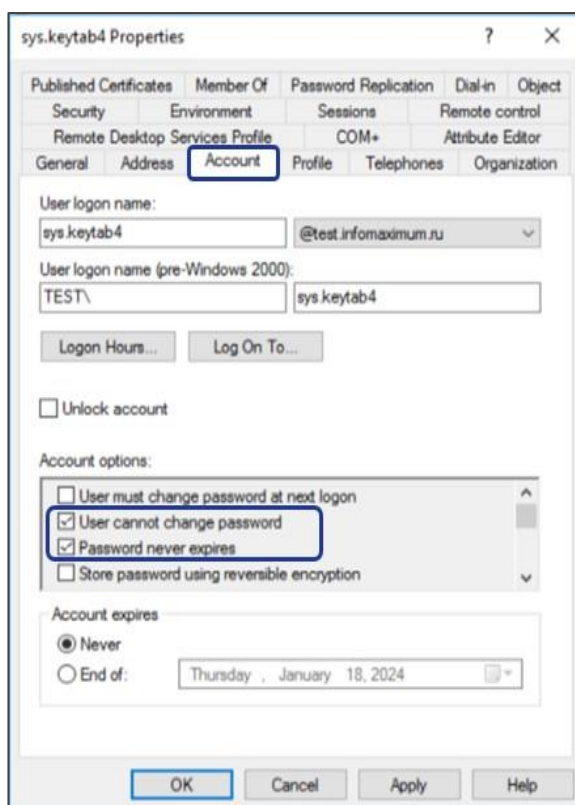 sys.keytab4 Properties ? ×
Published Certificates Member Of Password Replication Dial-in Object
Security Environment Sessions Remote control
Remote Desktop Services Profile COM+ Attribute Editor
General Address Account Profile Telephones Organization
User logon name:
sys.keytab4 @test.infomaximum.ru
User logon name (pre-Windows 2000):
TEST\ sys.keytab4
Logon Hours... Log On To...
Unlock account
Account options:
User must change password at next logon
User cannot change password
Password never expires
Store password using reversible encryption
Account expires
Never
End of: Thursday , January 18, 2024
OK Cancel Apply Help